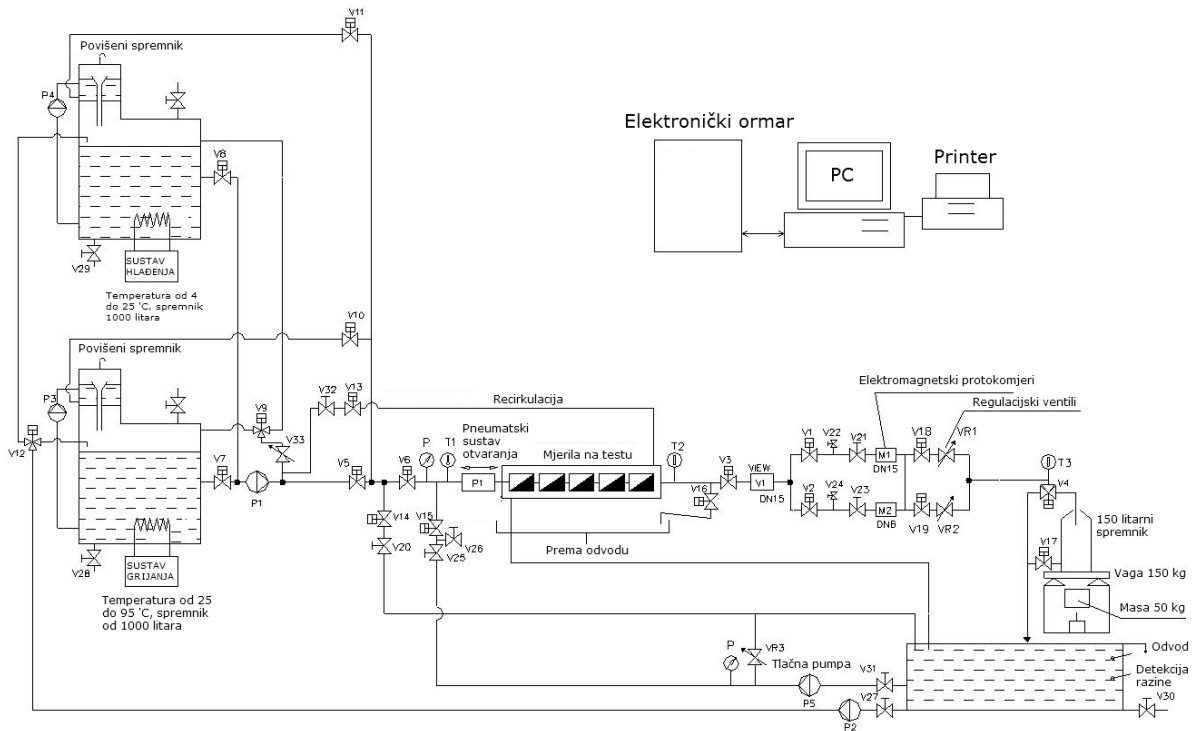 V11
Povišeni spremnik
P4
V8
V29
SUSTAV
HLAĐENJA
Temperatura od 4
do 25 'C, spremnik
1000 litara
Elektronički ormar
PC
Printer
V10
Povišeni spremnik
P3
V12
V9
V33
V32
V13
Recirkulacija
V7
P1
V5
V6
P
T1
Pneumatski
sustav
otvaranja
P1
Mjerila na testu
T2
V3
V16
VIEW
V1
DN15
Elektromagnetski protokomjeri
Regulacijski ventili
V1
V22
V21
M1
DN15
V18
VR1
V2
V24
V23
M2
DN8
V19
VR2
T3
V4
150 litarni
spremnik
V17
Vaga 150 kg
Masa 50 kg
V14
V20
V15
V26
V25
Prema odvodu
V28
SUSTAV
GRIJANJA
Temperatura od 25
do 95 'C, spremnik
od 1000 litara
P
VR3
Tlačna pumpa
P5
V31
P2
V27
Odvod
Detekcija
razine
V30